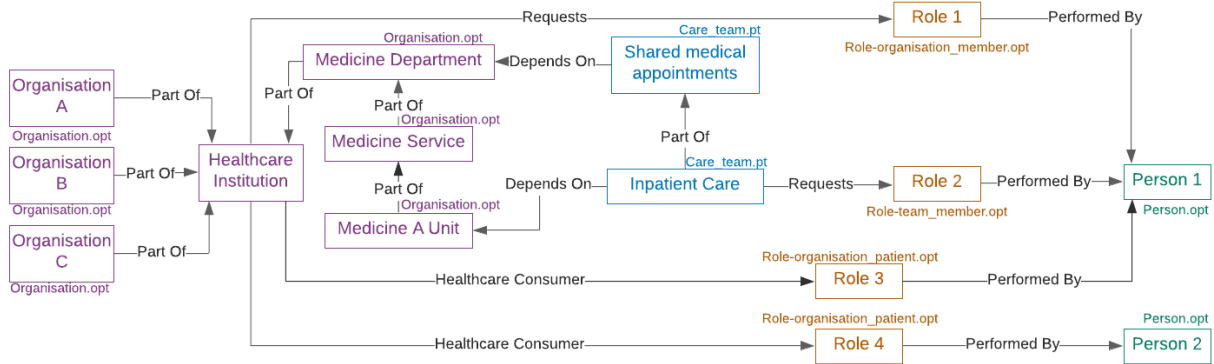 Requests
Role 1
Performed By
Role-organisation_member.opt
Organisation.opt
Medicine Department
Care_team.pt
Shared medical
appointments
Depends On
Organisation
A
Organisation.opt
Part Of
Part Of
Part Of
Organisation.opt
Medicine Service
Part Of
Organisation
B
Organisation.opt
Part Of
Healthcare
Institution
Care_team.pt
Inpatient Care
Requests
Role 2
Role-team_member.opt
Performed By
Person 1
Person.opt
Depends On
Part Of
Organisation.opt
Medicine A Unit
Organisation
C
Organisation.opt
Part Of
Healthcare Consumer
Role-organisation_patient.opt
Role 3
Performed By
Healthcare Consumer
Role-organisation_patient.opt
Role 4
Performed By
Person.opt
Person 2